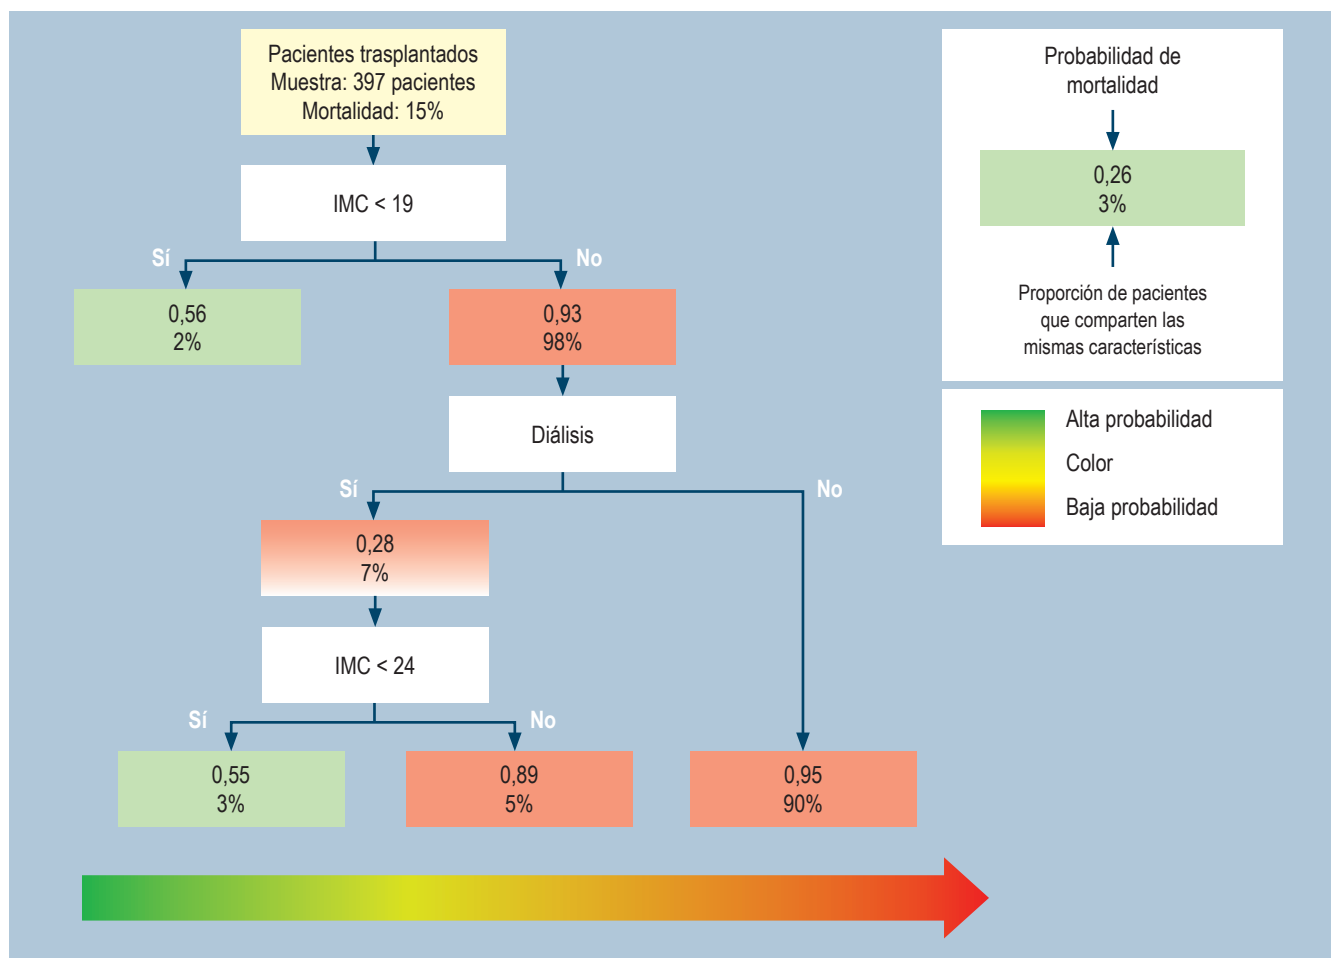 Pacientes trasplantados
Muestra: 397 pacientes
Mortalidad: 15%
IMC < 19
Sí
No
0,56
2%
0,93
98%
Diálisis
Sí
No
0,28
7%
IMC < 24
Sí
No
0,55
3%
0,89
5%
0,95
90%
Probabilidad de
mortalidad
0,26
3%
Proporción de pacientes
que comparten las
mismas características
Alta probabilidad
Color
Baja probabilidad